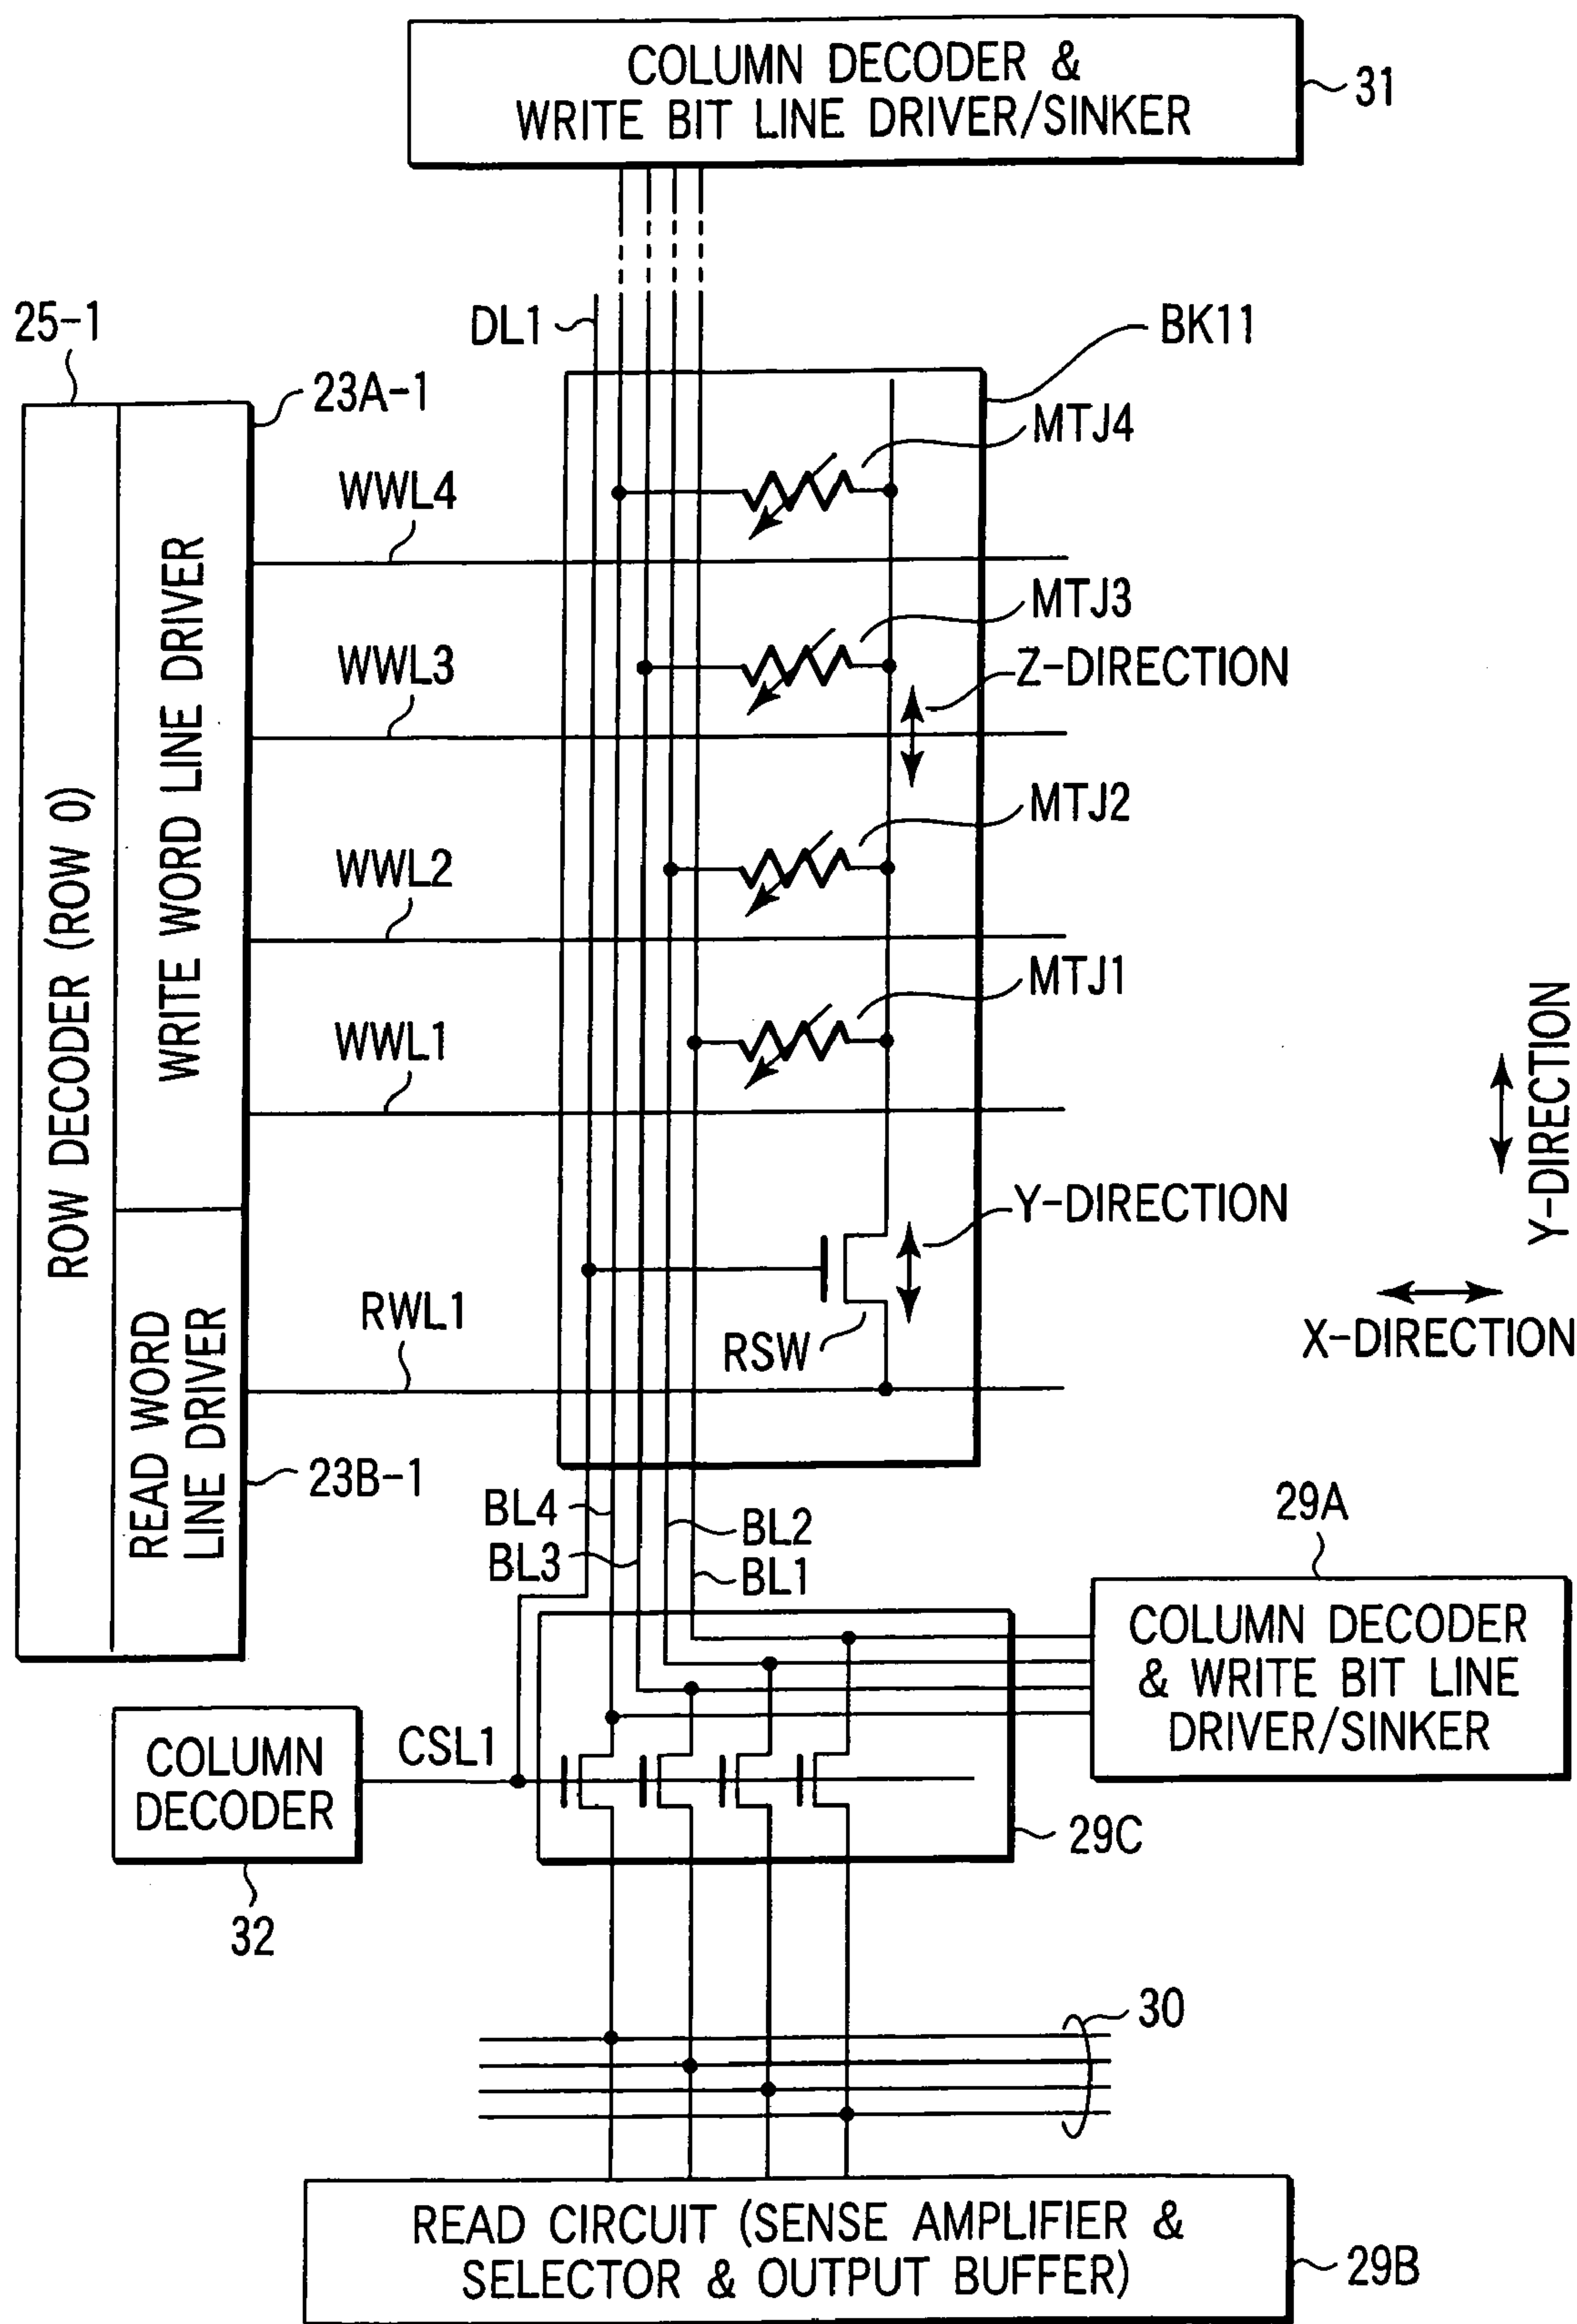 COLUMN DECODER &
WRITE BIT LINE DRIVER/SINKER
31
25-1
DL1
BK11
23A-1
MTJ4
WWL4
MTJ3
WWL3
Z-DIRECTION
MTJ2
WWL2
MTJ1
WWL1
ROW DECODER (ROW 0)
WRITE WORD LINE DRIVER
Y-DIRECTION
Y-DIRECTION
RWL1
RSW
X-DIRECTION
READ WORD
LINE DRIVER
23B-1
BL4
BL2
BL3
BL1
29A
COLUMN DECODER
& WRITE BIT LINE
DRIVER/SINKER
CSL1
COLUMN
DECODER
29C
32
30
READ CIRCUIT (SENSE AMPLIFIER &
SELECTOR & OUTPUT BUFFER)
29B